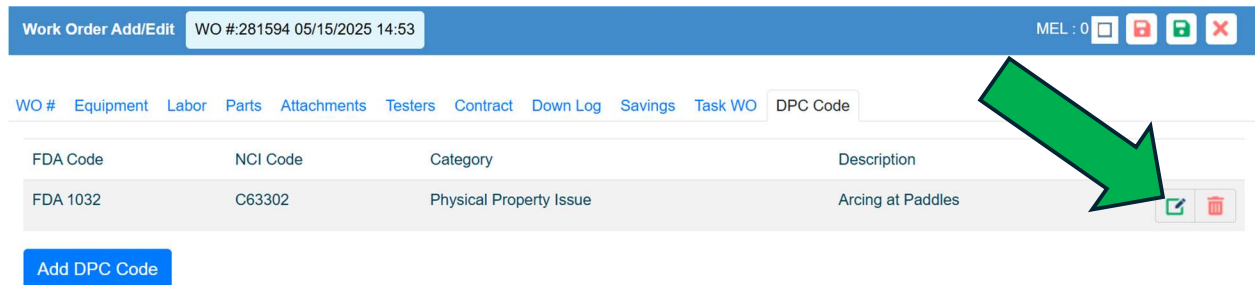 Work Order Add/Edit WO #:281594 05/15/2025 14:53 MEL : 0
WO # Equipment Labor Parts Attachments Testers Contract Down Log Savings Task WO DPC Code
FDA Code NCI Code Category Description
FDA 1032 C63302 Physical Property Issue Arcing at Paddles
Add DPC Code